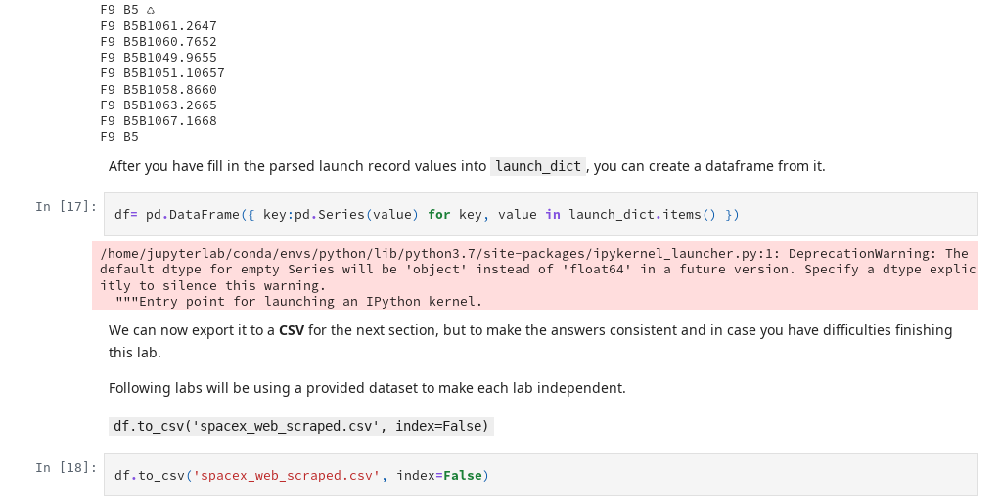 F9 B5 ♺
F9 B5B1061.2647
F9 B5B1060.7652
F9 B5B1049.9655
F9 B5B1051.10657
F9 B5B1058.8660
F9 B5B1063.2665
F9 B5B1067.1668
F9 B5
After you have fill in the parsed launch record values into launch_dict, you can create a dataframe from it.
In [17]: df= pd.DataFrame({ key:pd.Series(value) for key, value in launch_dict.items() })
/home/jupyterlab/conda/envs/python/lib/python3.7/site-packages/ipykernel_launcher.py:1: DeprecationWarning: The
default dtype for empty Series will be 'object' instead of 'float64' in a future version. Specify a dtype explic
itly to silence this warning.
"""Entry point for launching an IPython kernel.
We can now export it to a CSV for the next section, but to make the answers consistent and in case you have difficulties finishing
this lab.
Following labs will be using a provided dataset to make each lab independent.
df.to_csv('spacex_web_scraped.csv', index=False)
In [18]: df.to_csv('spacex_web_scraped.csv', index=False)